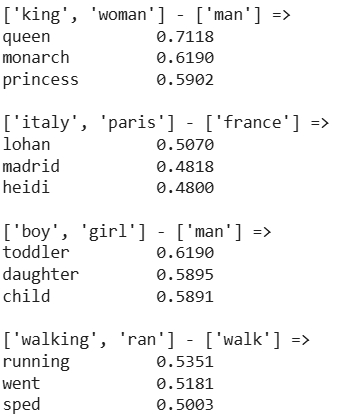 ['king', 'woman'] - ['man'] =>
queen 0.7118
monarch 0.6190
princess 0.5902
['italy', 'paris'] - ['france'] =>
lohan 0.5070
madrid 0.4818
heidi 0.4800
['boy', 'girl'] - ['man'] =>
toddler 0.6190
daughter 0.5895
child 0.5891
['walking', 'ran'] - ['walk'] =>
running 0.5351
went 0.5181
sped 0.5003